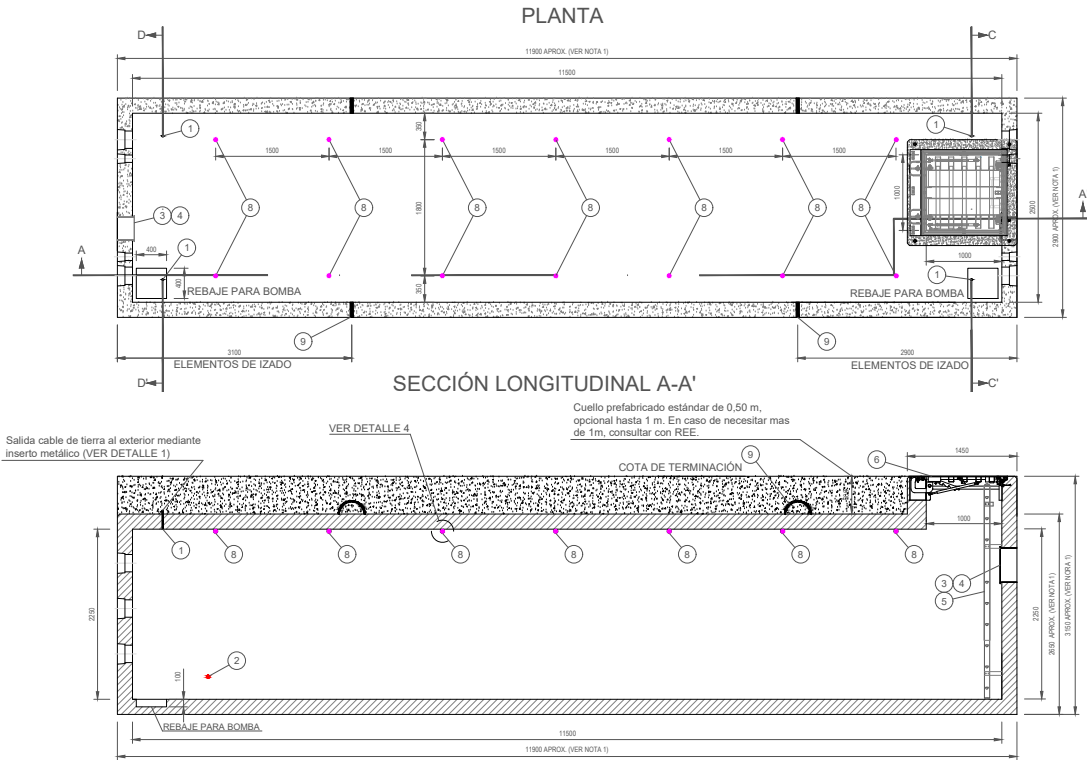 PLANTA
D
C
11900 APROX. (VER NOTA 1)
11500
1
1
350
1500
1500
1500
1500
1500
1500
8
8
8
8
8
8
3
4
1800
1000
2600
2900 APROX. (VER NOTA 1)
A
A'
400
1
400
REBAJE PARA BOMBA
350
1000
1
REBAJE PARA BOMBA
9
9
3100
2900
ELEMENTOS DE IZADO
ELEMENTOS DE IZADO
D'
C'
SECCIÓN LONGITUDINAL A-A'
Salida cable de tierra al exterior mediante
inserto metálico (VER DETALLE 1)
VER DETALLE 4
Cuello prefabricado estándar de 0,50 m,
opcional hasta 1 m. En caso de necesitar mas
de 1m, consultar con REE.
COTA DE TERMINACIÓN
9
6
1450
1000
1
8
8
8
8
8
8
3
4
5
2250
2250
2650 APROX. (VER NOTA 1)
3150 APROX. (VER NORA 1)
2
100
REBAJE PARA BOMBA
11500
11900 APROX. (VER NOTA 1)